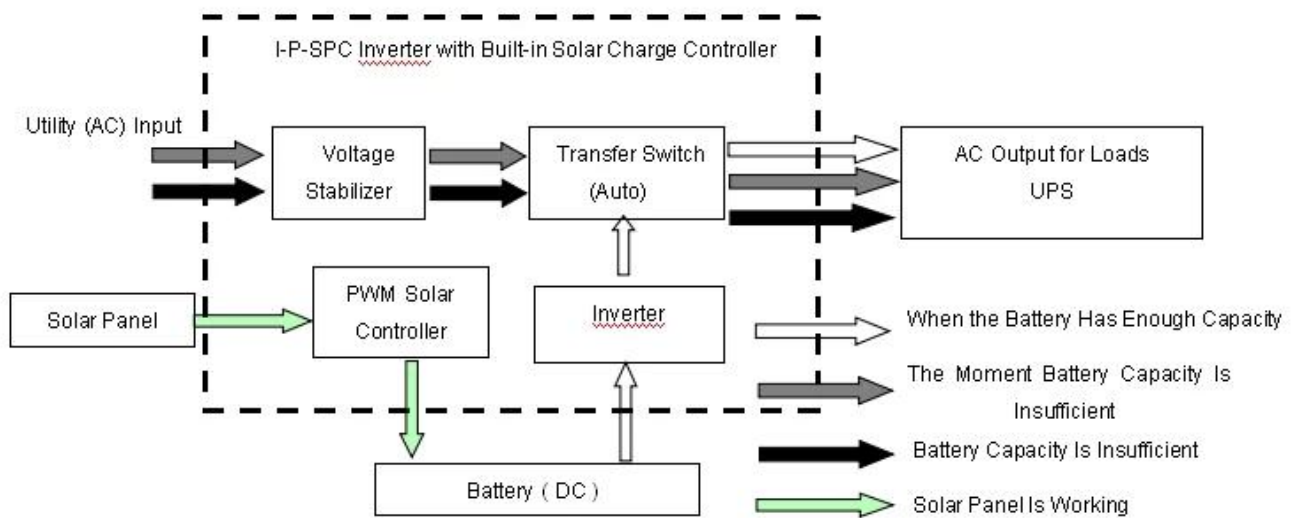 I-P-SPC Inverter with Built-in Solar Charge Controller
Utility (AC) Input
Voltage
Stabilizer
Transfer Switch
(Auto)
AC Output for Loads
UPS
Solar Panel
PWM Solar
Controller
Inverter
When the Battery Has Enough Capacity
The Moment Battery Capacity Is
Insufficient
Battery Capacity Is Insufficient
Battery ( DC )
Solar Panel Is Working